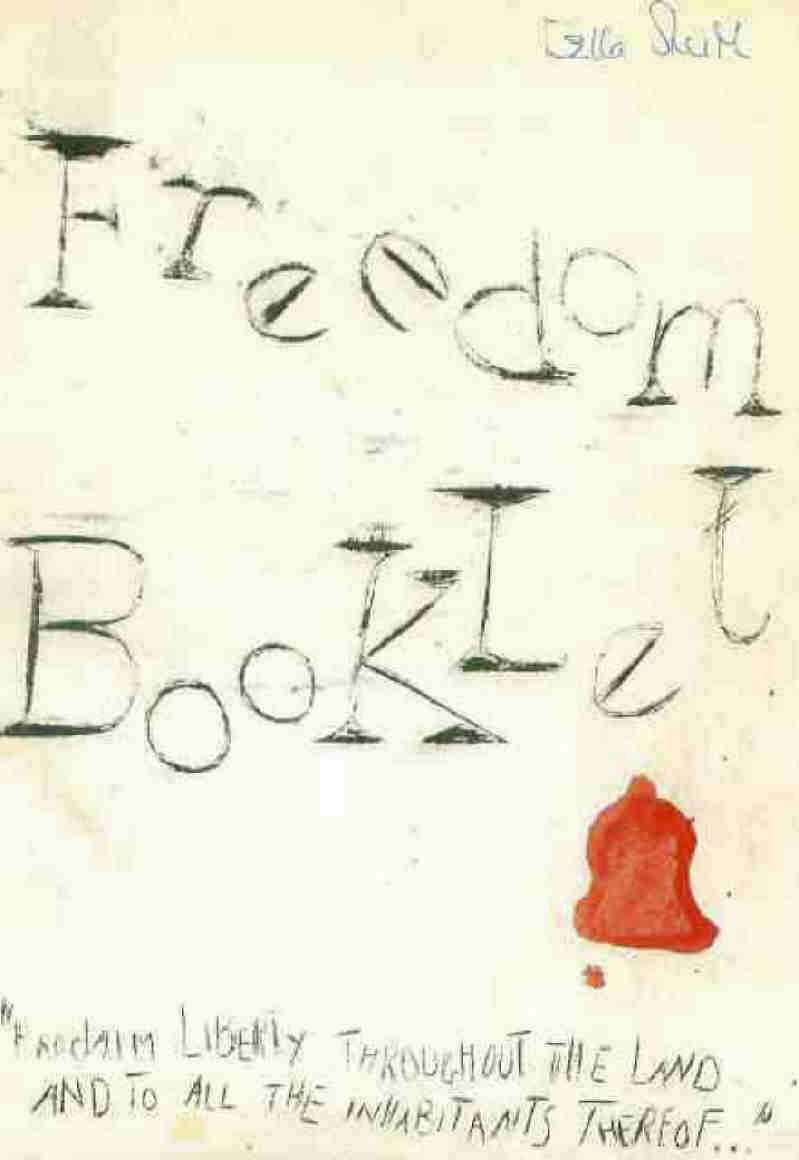 Freedom
BooKLet
"Proclaim Liberty Throughout the Land
AND To ALL THE INHABITANTS THEREOF..."